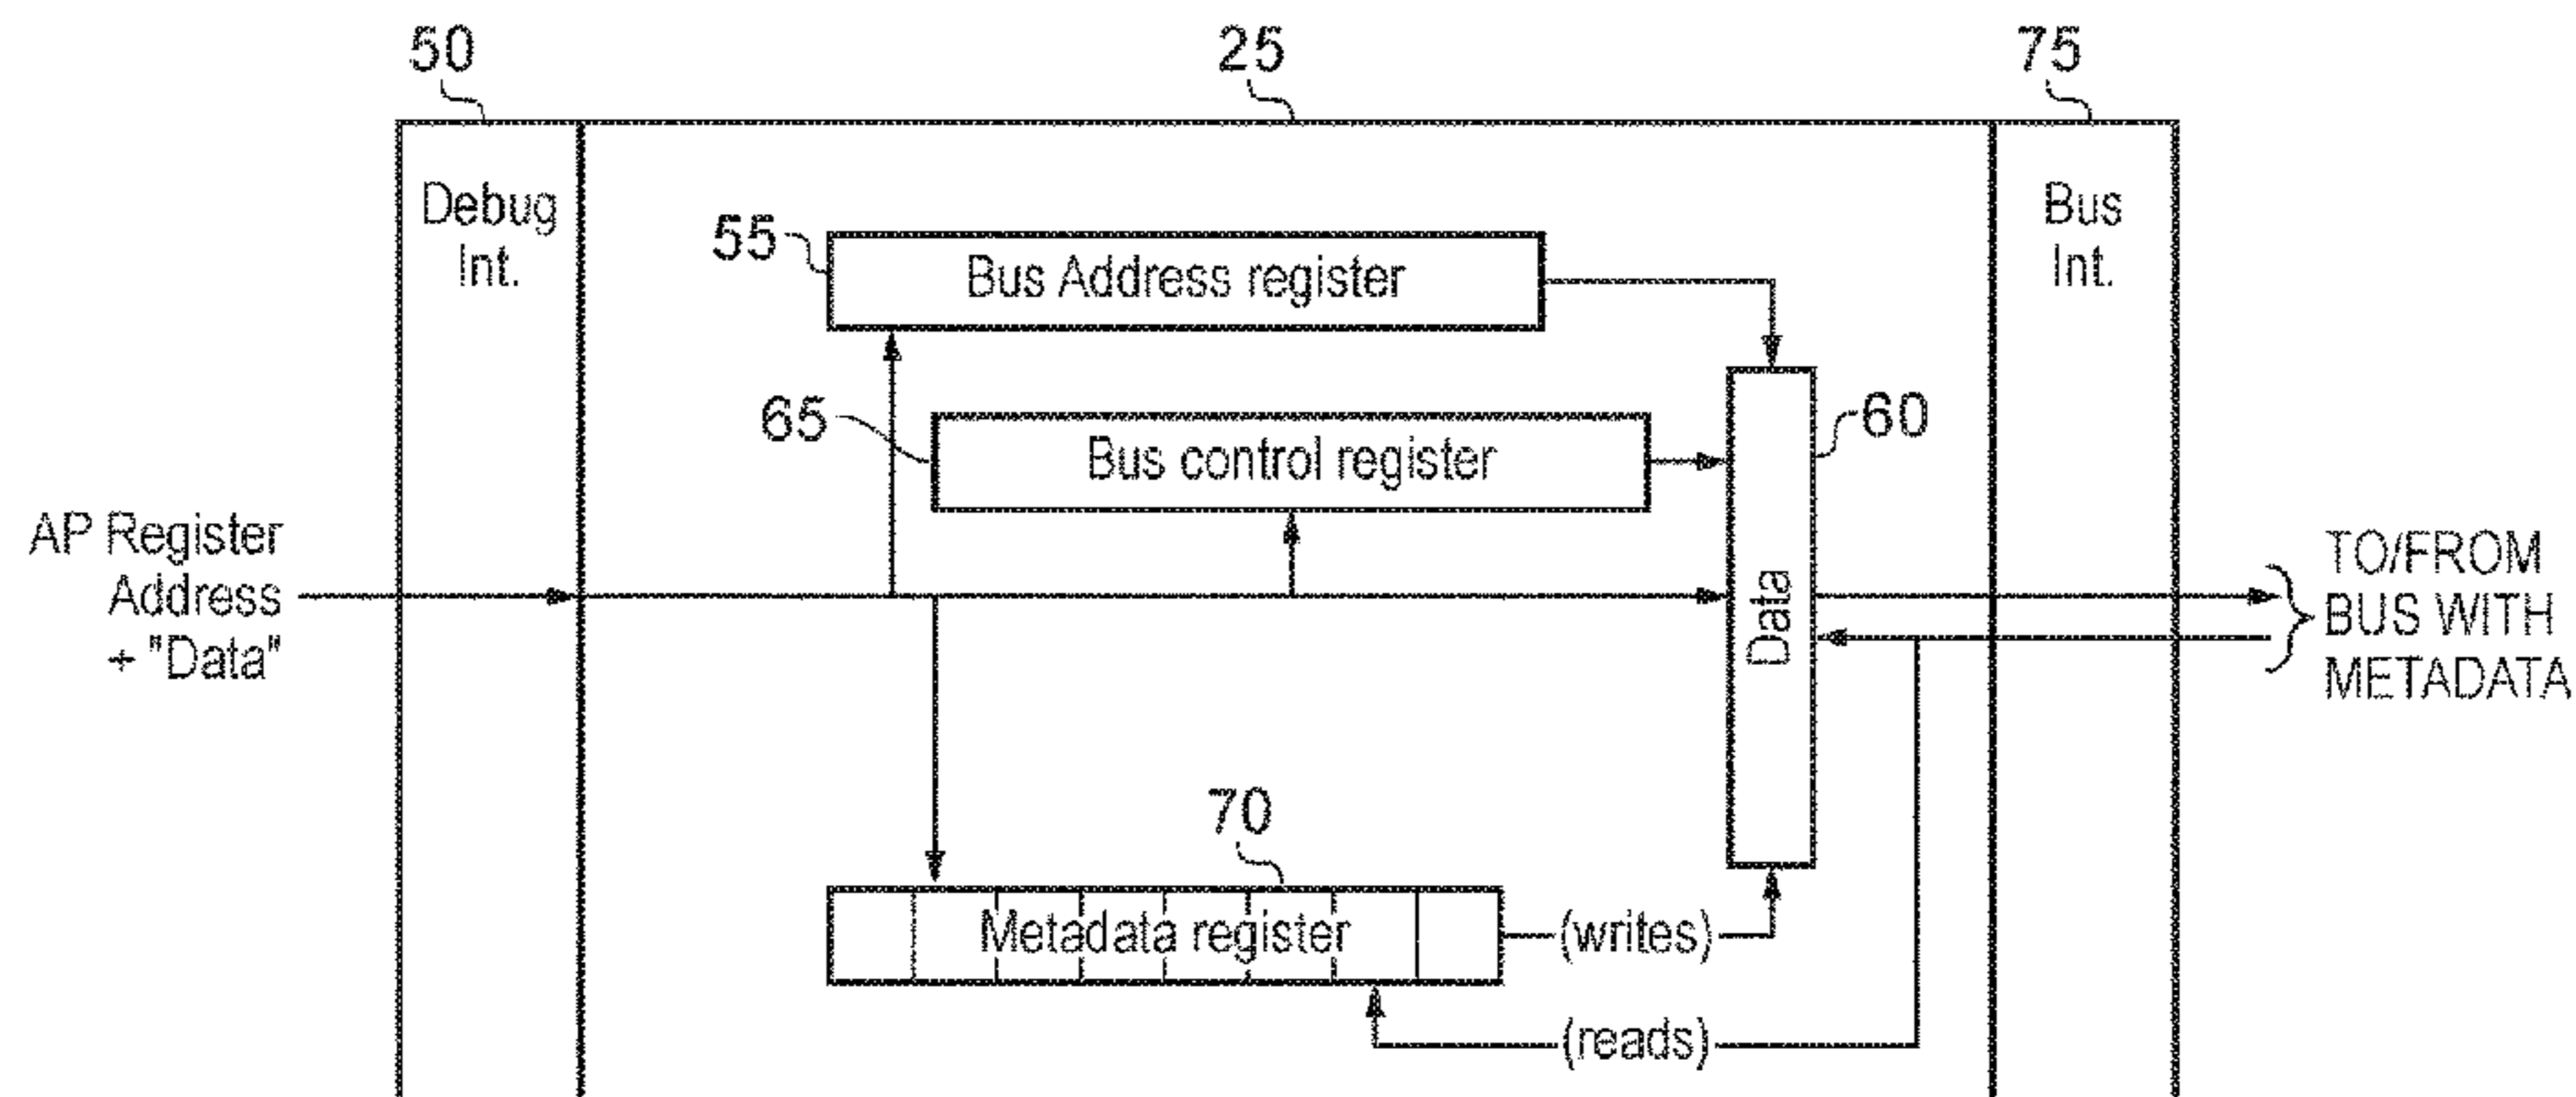 50
25
75
Debug
Int.
Bus
Int.
55
Bus Address register
65
Bus control register
60
AP Register
Address
+ "Data"
Data
TO/FROM
BUS WITH
METADATA
70
Metadata register
(writes)
(reads)